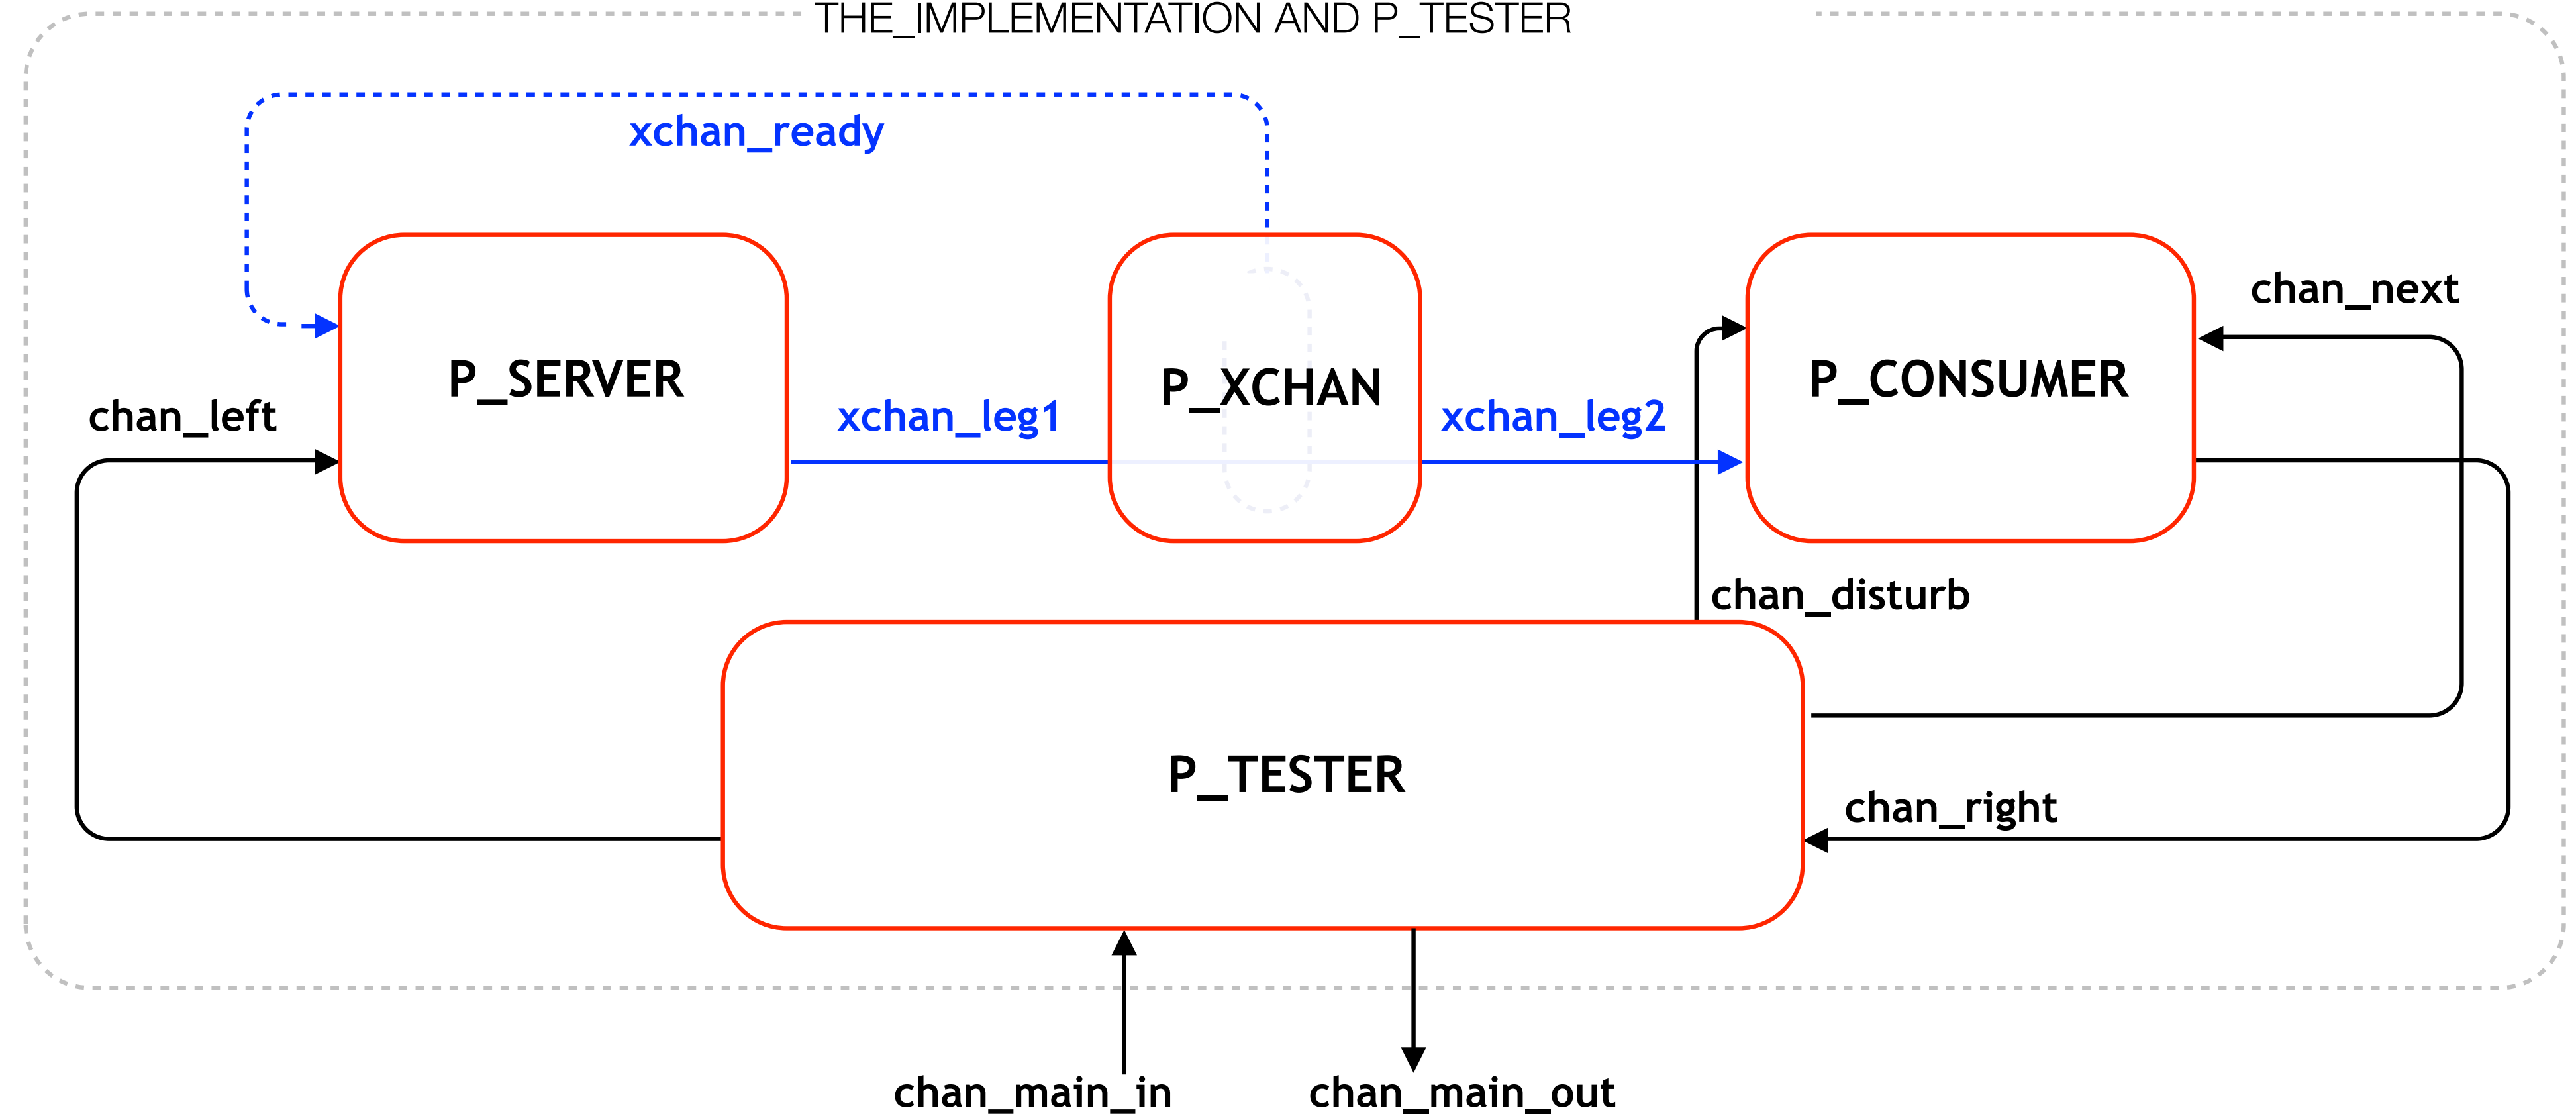 THE_IMPLEMENTATION AND P_TESTER
xchan_ready
chan_next
P_SERVER
P_XCHAN
P_CONSUMER
chan_left
xchan_leg1
xchan_leg2
chan_disturb
P_TESTER
chan_right
chan_main_in
chan_main_out